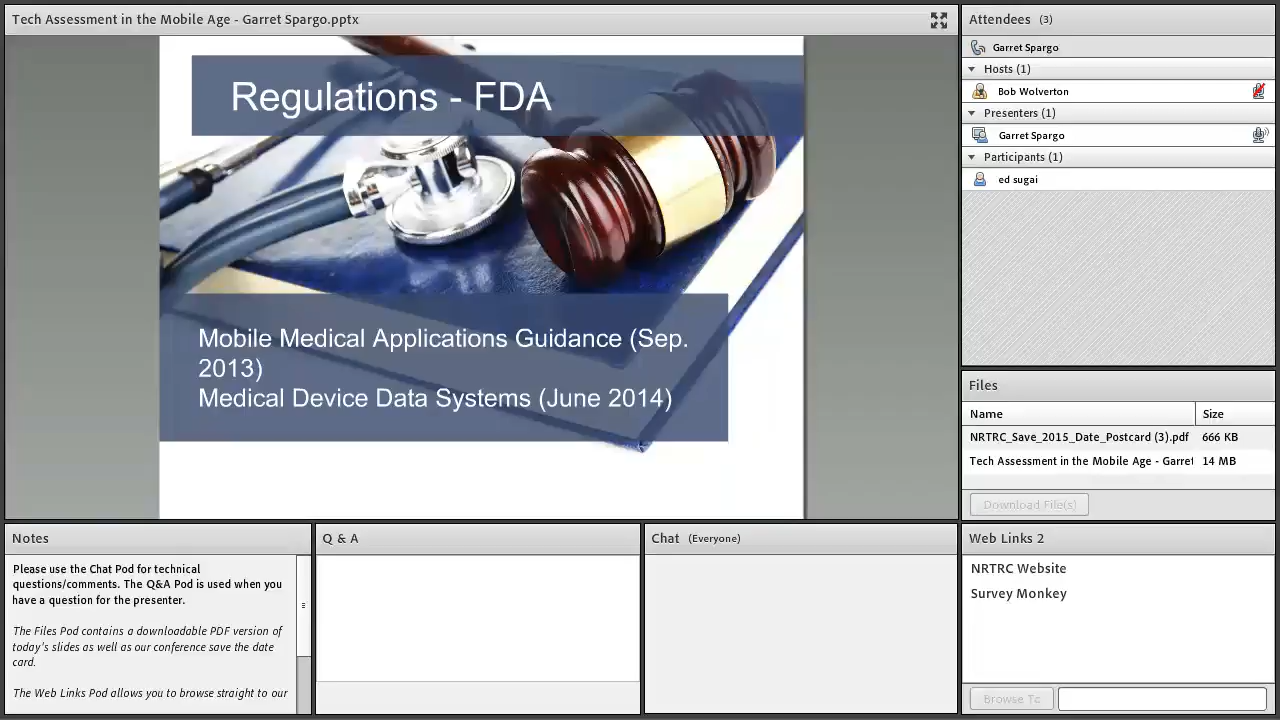 Tech Assessment in the Mobile Age - Garret Spargo.pptx
Regulations - FDA
Mobile Medical Applications Guidance (Sep.
2013)
Medical Device Data Systems (June 2014)
Attendees (3)
Garret Spargo
Hosts (1)
Bob Wolverton
Presenters (1)
Garret Spargo
Participants (1)
ed sugai
Files
Name Size
NRTRC_Save_2015_Date_Postcard (3).pdf 666 KB
Tech Assessment in the Mobile Age - Garret 14 MB
Download File(s)
Notes
Please use the Chat Pod for technical
questions/comments. The Q&A Pod is used when you
have a question for the presenter.
The Files Pod contains a downloadable PDF version of
today's slides as well as our conference save the date
card.
The Web Links Pod allows you to browse straight to our
Q & A
Chat (Everyone)
Web Links 2
NRTRC Website
Survey Monkey
Browse To